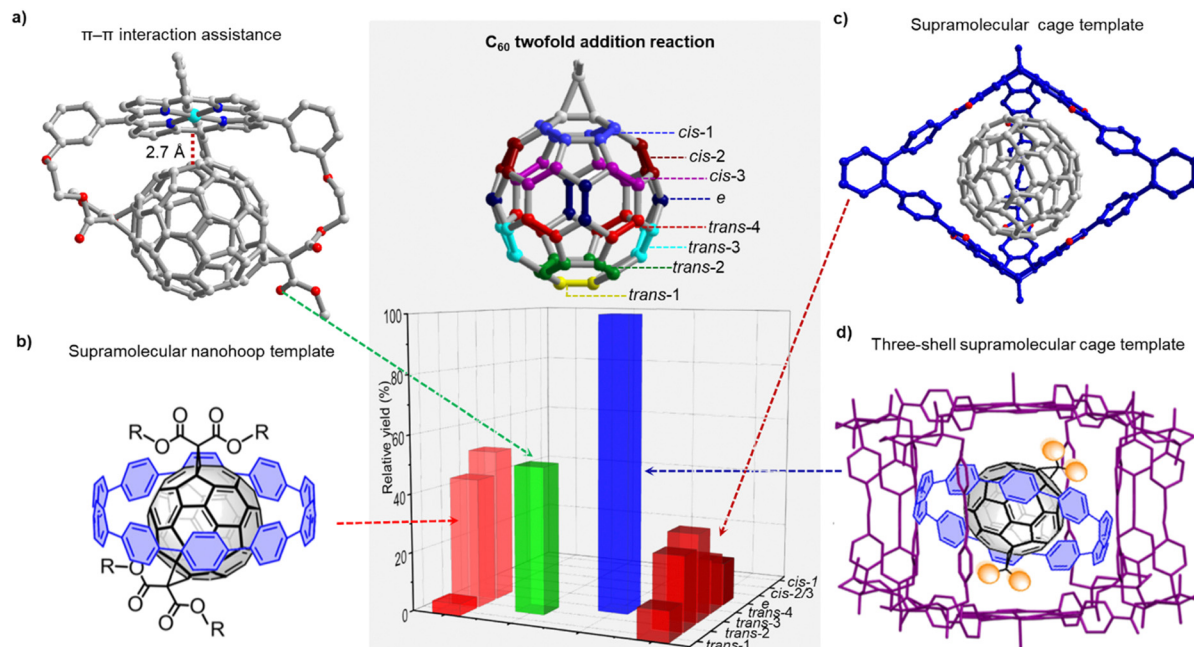 a)
π–π interaction assistance
2.7 Å
C₆₀ twofold addition reaction
cis-1
cis-2
cis-3
e
trans-4
trans-3
trans-2
trans-1
c)
Supramolecular cage template
b)
Supramolecular nanohoop template
O O
R O O R
R O O
O O R
Relative yield (%)
100
80
60
40
20
0
cis-1
cis-2/3
e
trans-4
trans-3
trans-2
trans-1
d)
Three-shell supramolecular cage template